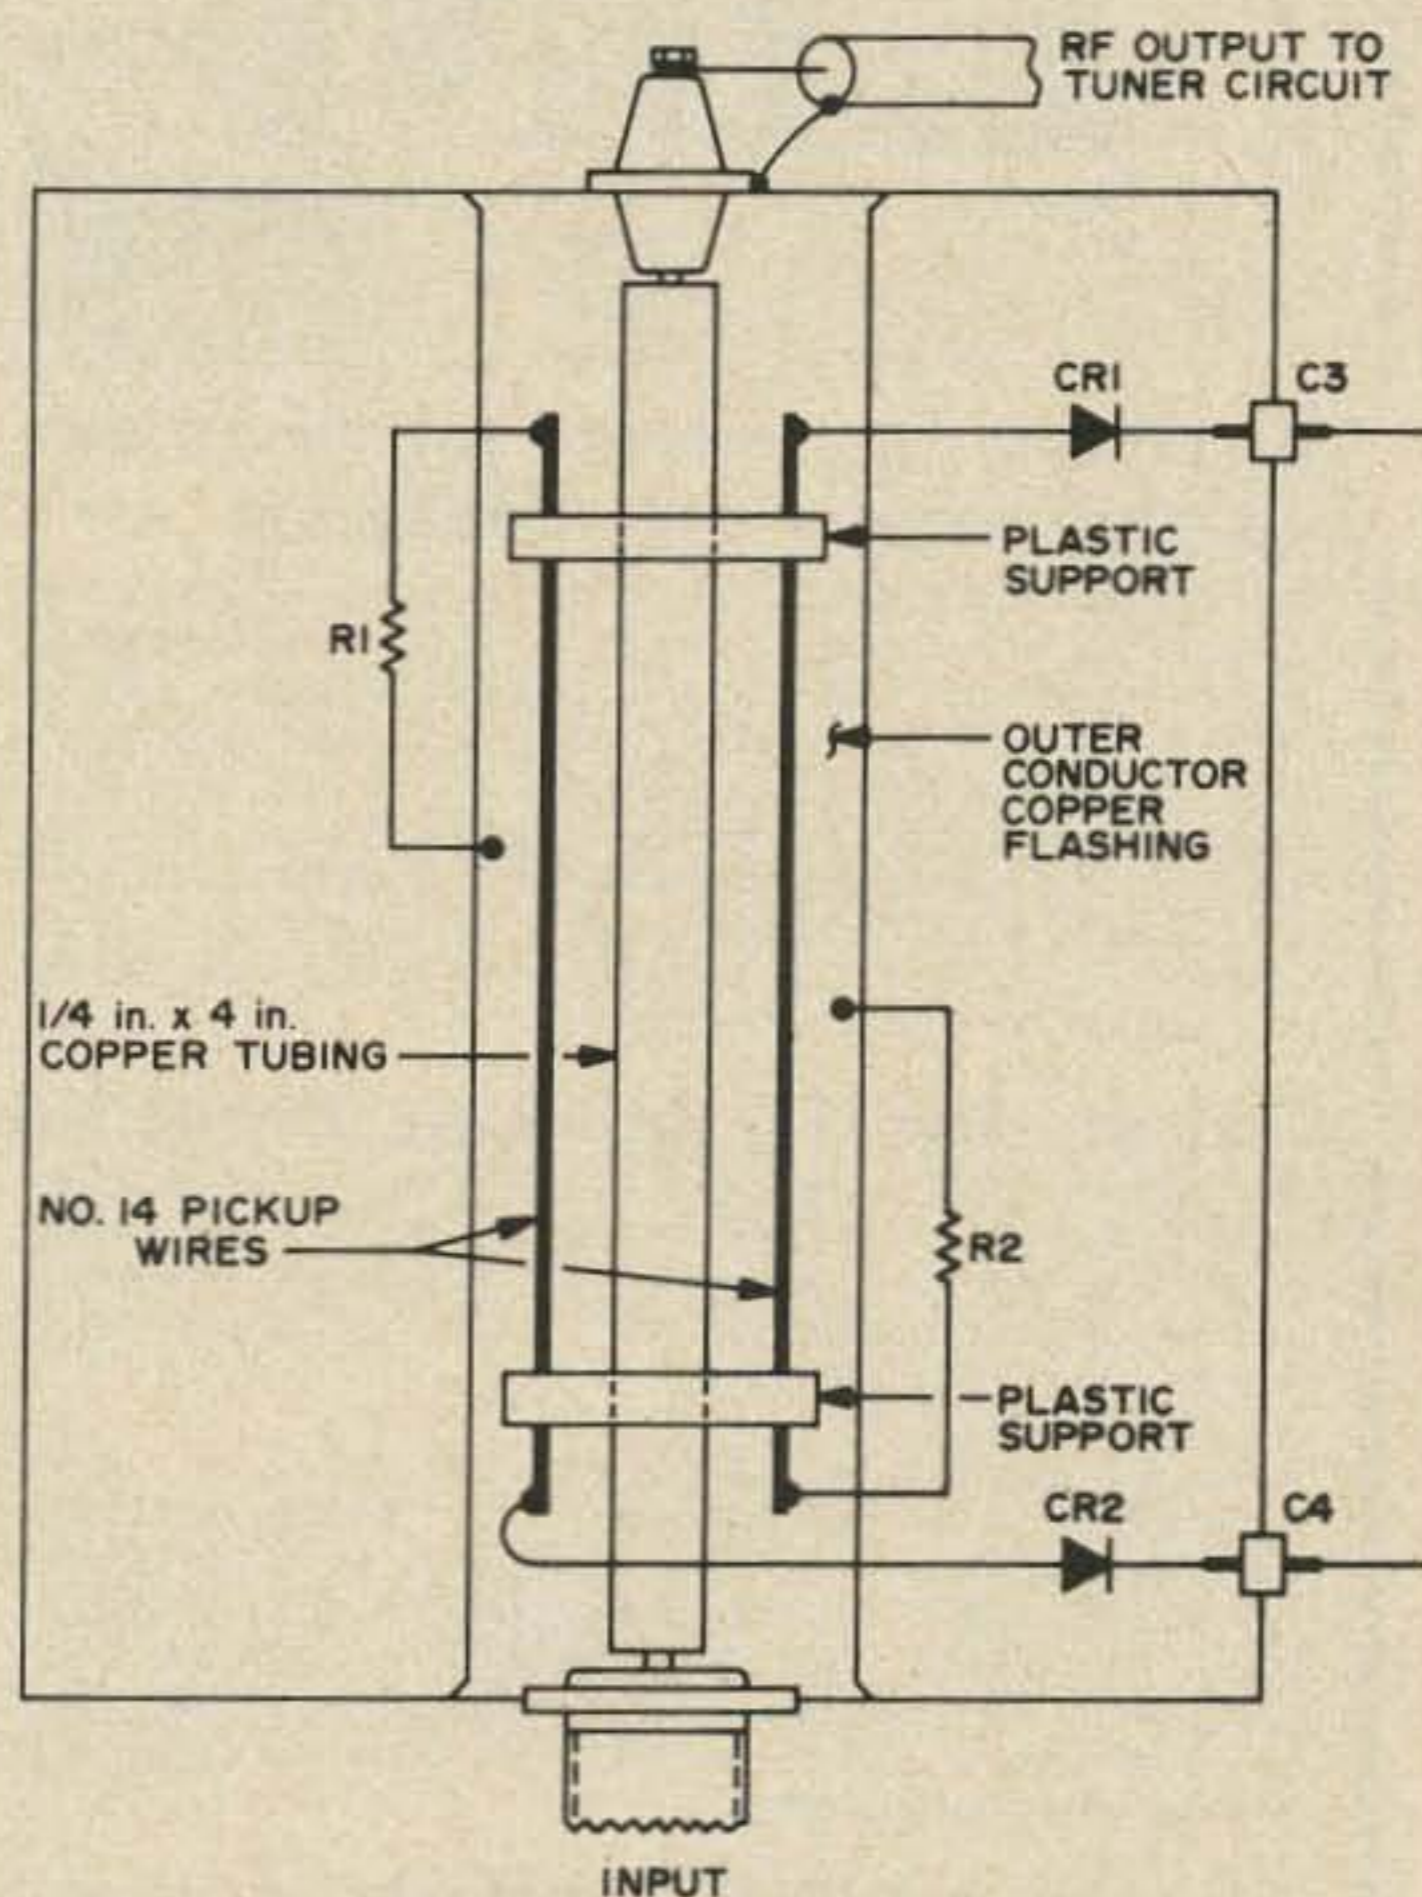 RF OUTPUT TO
TUNER CIRCUIT
CR1
C3
PLASTIC
SUPPORT
R1
OUTER
CONDUCTOR
COPPER
FLASHING
1/4 in. x 4 in.
COPPER TUBING
NO. 14 PICKUP
WIRES
R2
PLASTIC
SUPPORT
CR2
C4
INPUT